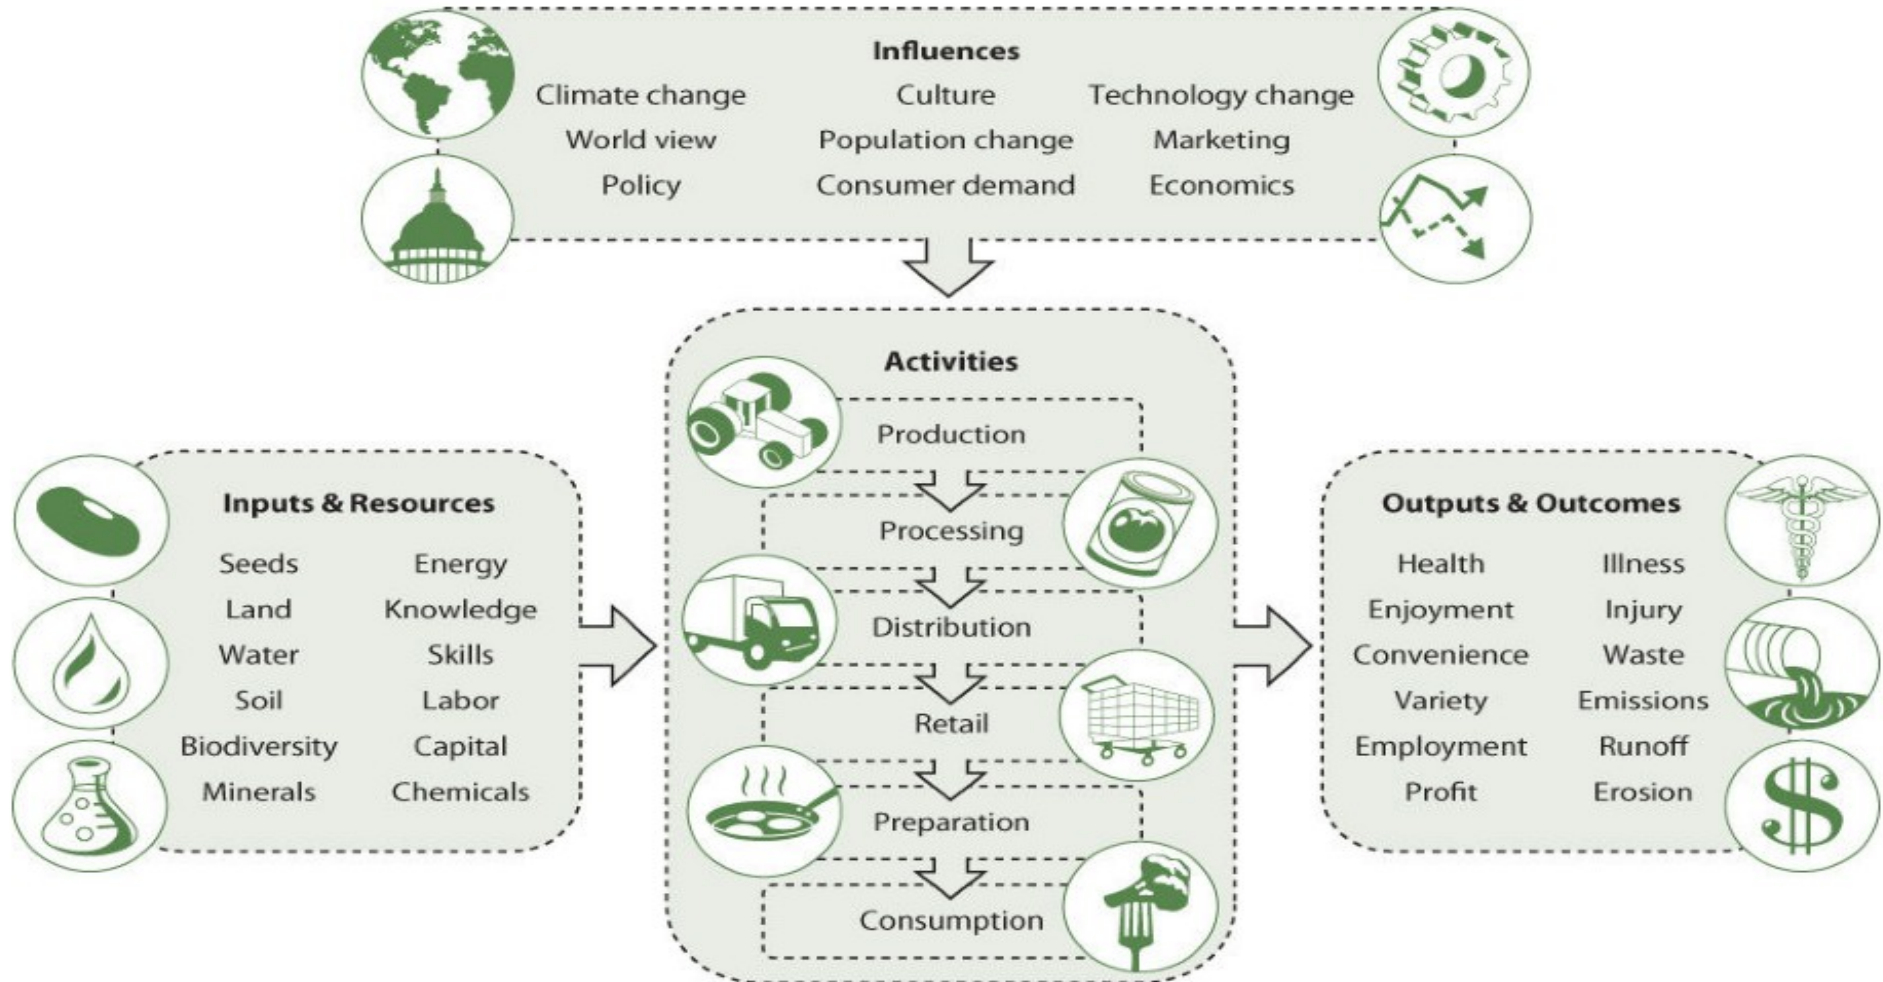 Influences
Climate change Culture Technology change
World view Population change Marketing
Policy Consumer demand Economics
Activities
Production
Processing
Distribution
Retail
Preparation
Consumption
Inputs & Resources
Seeds Energy
Land Knowledge
Water Skills
Soil Labor
Biodiversity Capital
Minerals Chemicals
Outputs & Outcomes
Health Illness
Enjoyment Injury
Convenience Waste
Variety Emissions
Employment Runoff
Profit Erosion